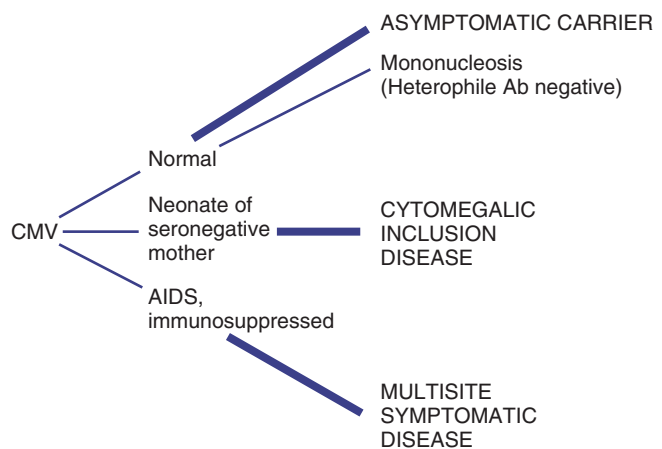 ASYMPTOMATIC CARRIER
Mononucleosis
(Heterophile Ab negative)
Normal
CMV
Neonate of
seronegative
mother
CYTOMEGALIC
INCLUSION
DISEASE
AIDS,
immunosuppressed
MULTISITE
SYMPTOMATIC
DISEASE